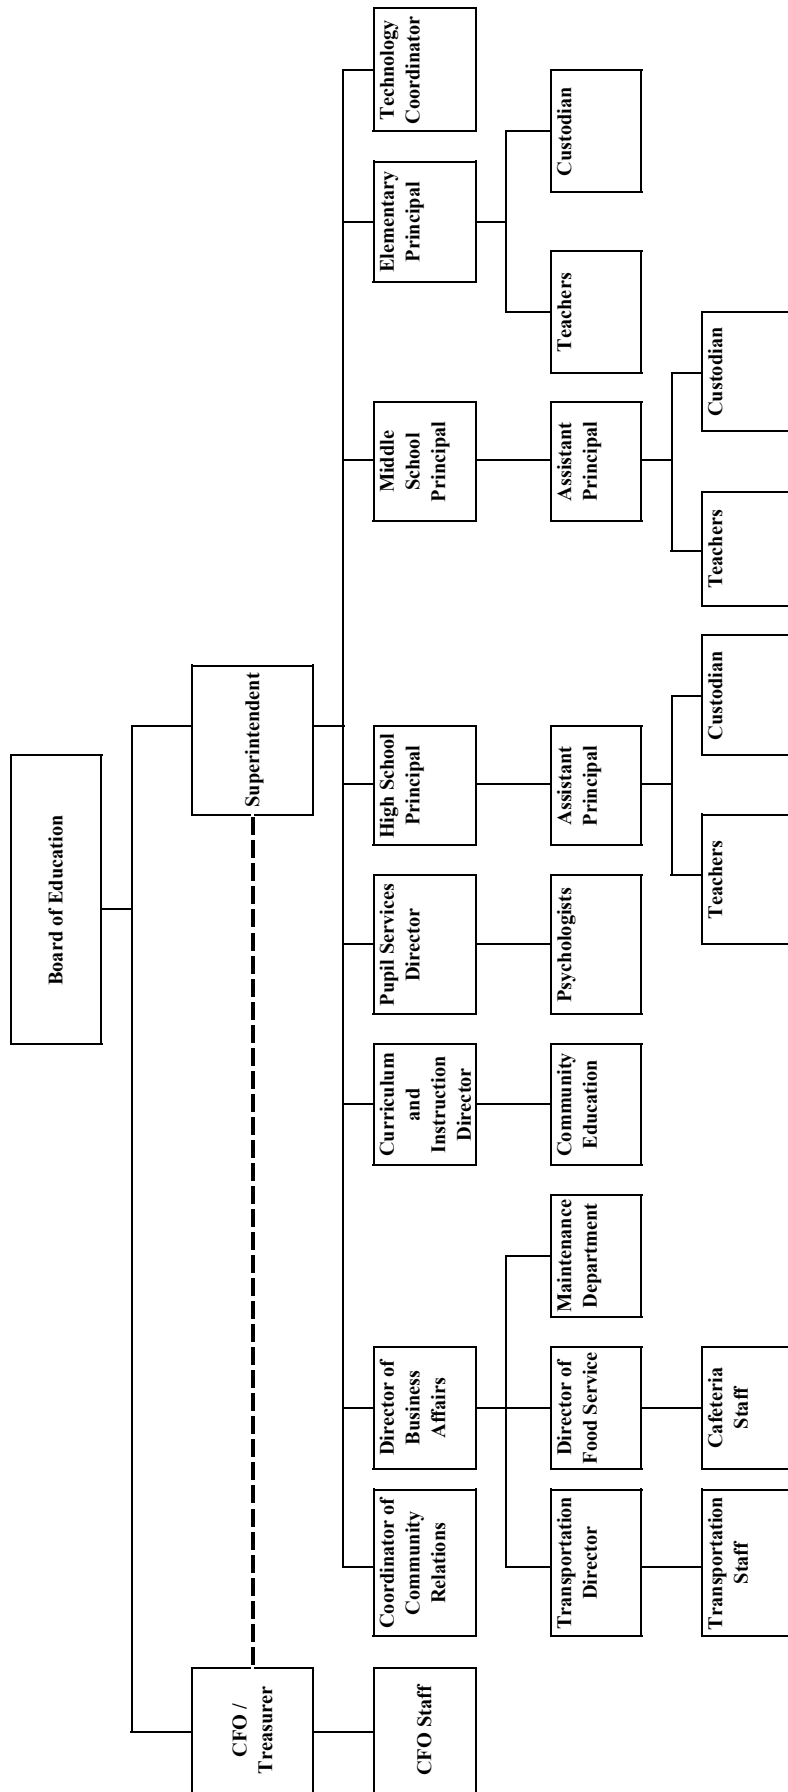 Board of Education
CFO /
Treasurer
Superintendent
CFO Staff
Coordinator of
Community
Relations
Director of
Business
Affairs
Curriculum
and
Instruction
Director
Pupil Services
Director
High School
Principal
Middle
School
Principal
Elementary
Principal
Technology
Coordinator
Transportation
Director
Director of
Food Service
Maintenance
Department
Community
Education
Psychologists
Assistant
Principal
Assistant
Principal
Teachers
Custodian
Transportation
Staff
Cafeteria
Staff
Teachers
Custodian
Teachers
Custodian